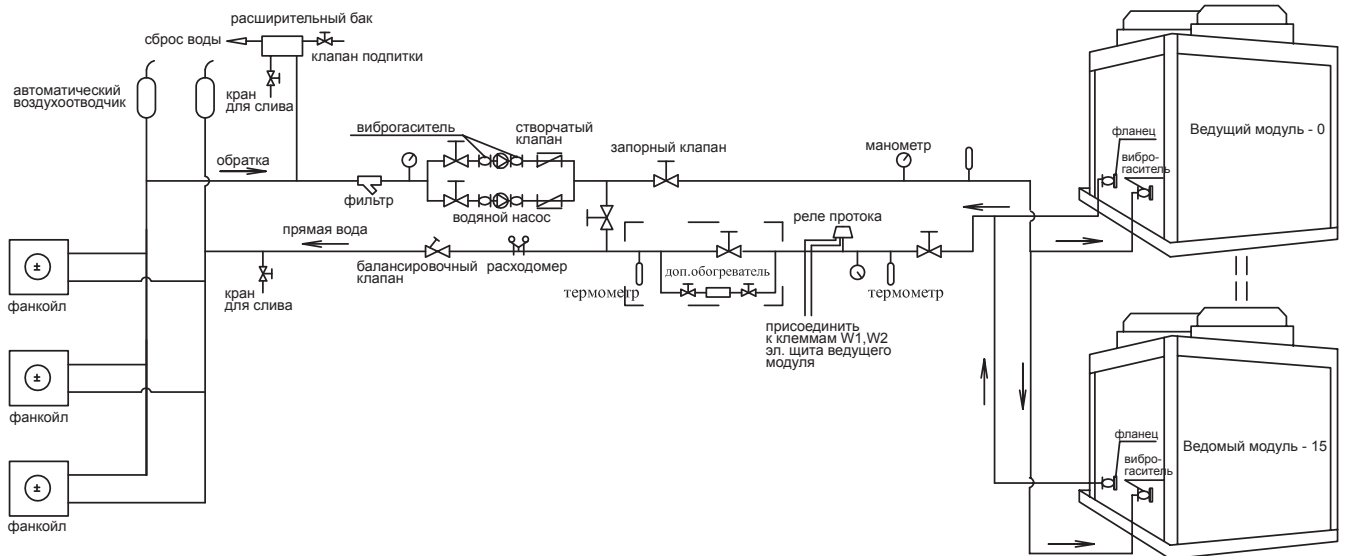 расширительный бак
сброс воды
клапан подпитки
автоматический
воздухоотводчик
кран
для слива
обратка
виброгаситель
створчатый
клапан
запорный клапан
манометр
фильтр
водяной насос
фланец
вибро-
гаситель
Ведущий модуль - 0
прямая вода
балансировочный
клапан
расходомер
доп.обогреватель
реле протока
термометр
термометр
кран
для слива
присоединить
к клеммам W1,W2
эл. щита ведущего
модуля
фанкойл
фанкойл
фанкойл
фланец
вибро-
гаситель
Ведомый модуль - 15